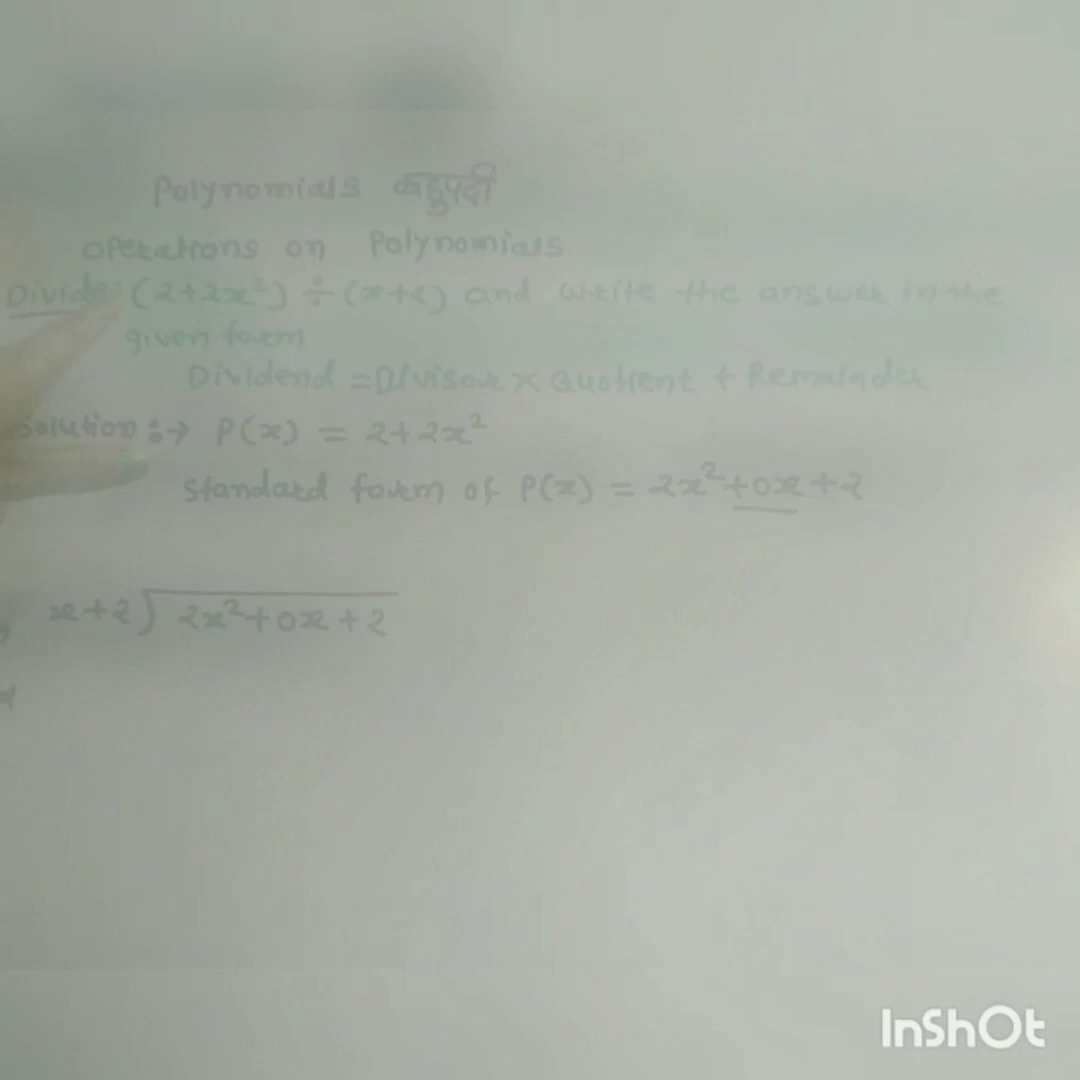 Polynomials बहुपदी
operations on Polynomials
Divide (2+2x²) ÷ (x+2) and write the answer in the
given form
Dividend = Divisor × Quotient + Remainder
Solution :→ P(x) = 2+2x²
Standard form of P(x) = 2x²+0x+2
x+2) 2x²+0x+2
InShOt